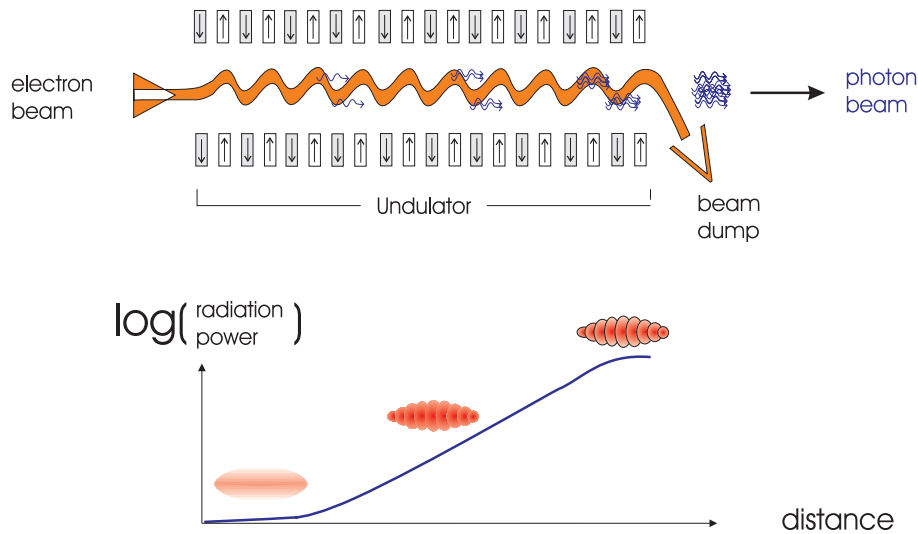 electron
beam
photon
beam
Undulator
beam
dump
log( radiation
power )
distance